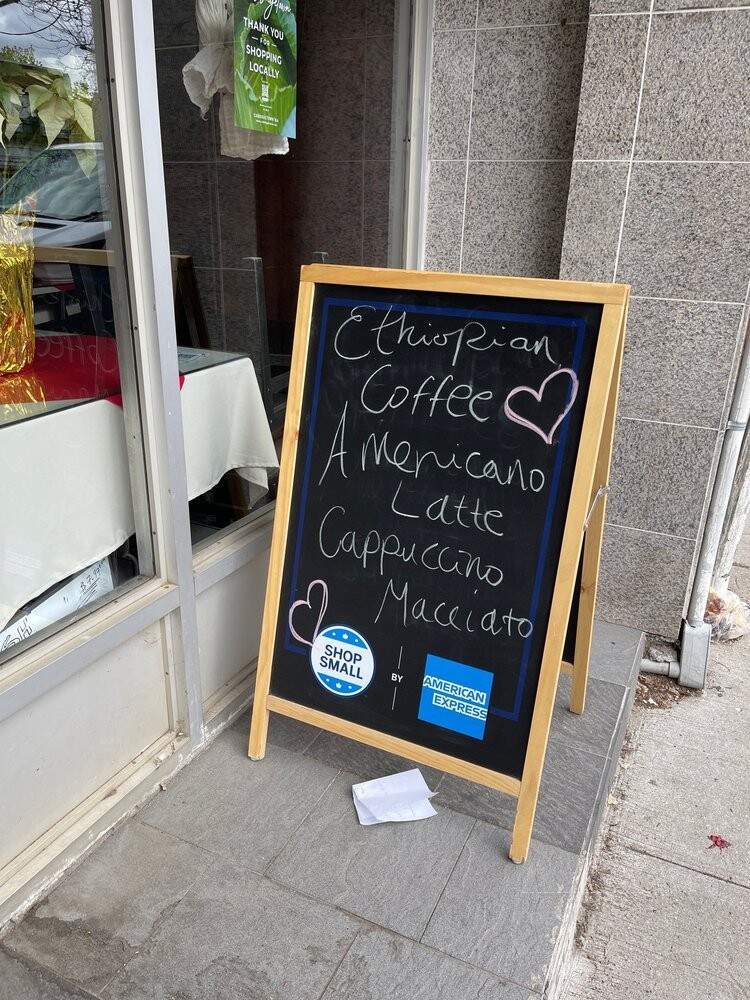 THANK YOU
FOR
SHOPPING
LOCALLY
Ethiopian
Coffee
Americano
Latte
Cappuccino
Macciato
SHOP
SMALL
BY
AMERICAN
EXPRESS